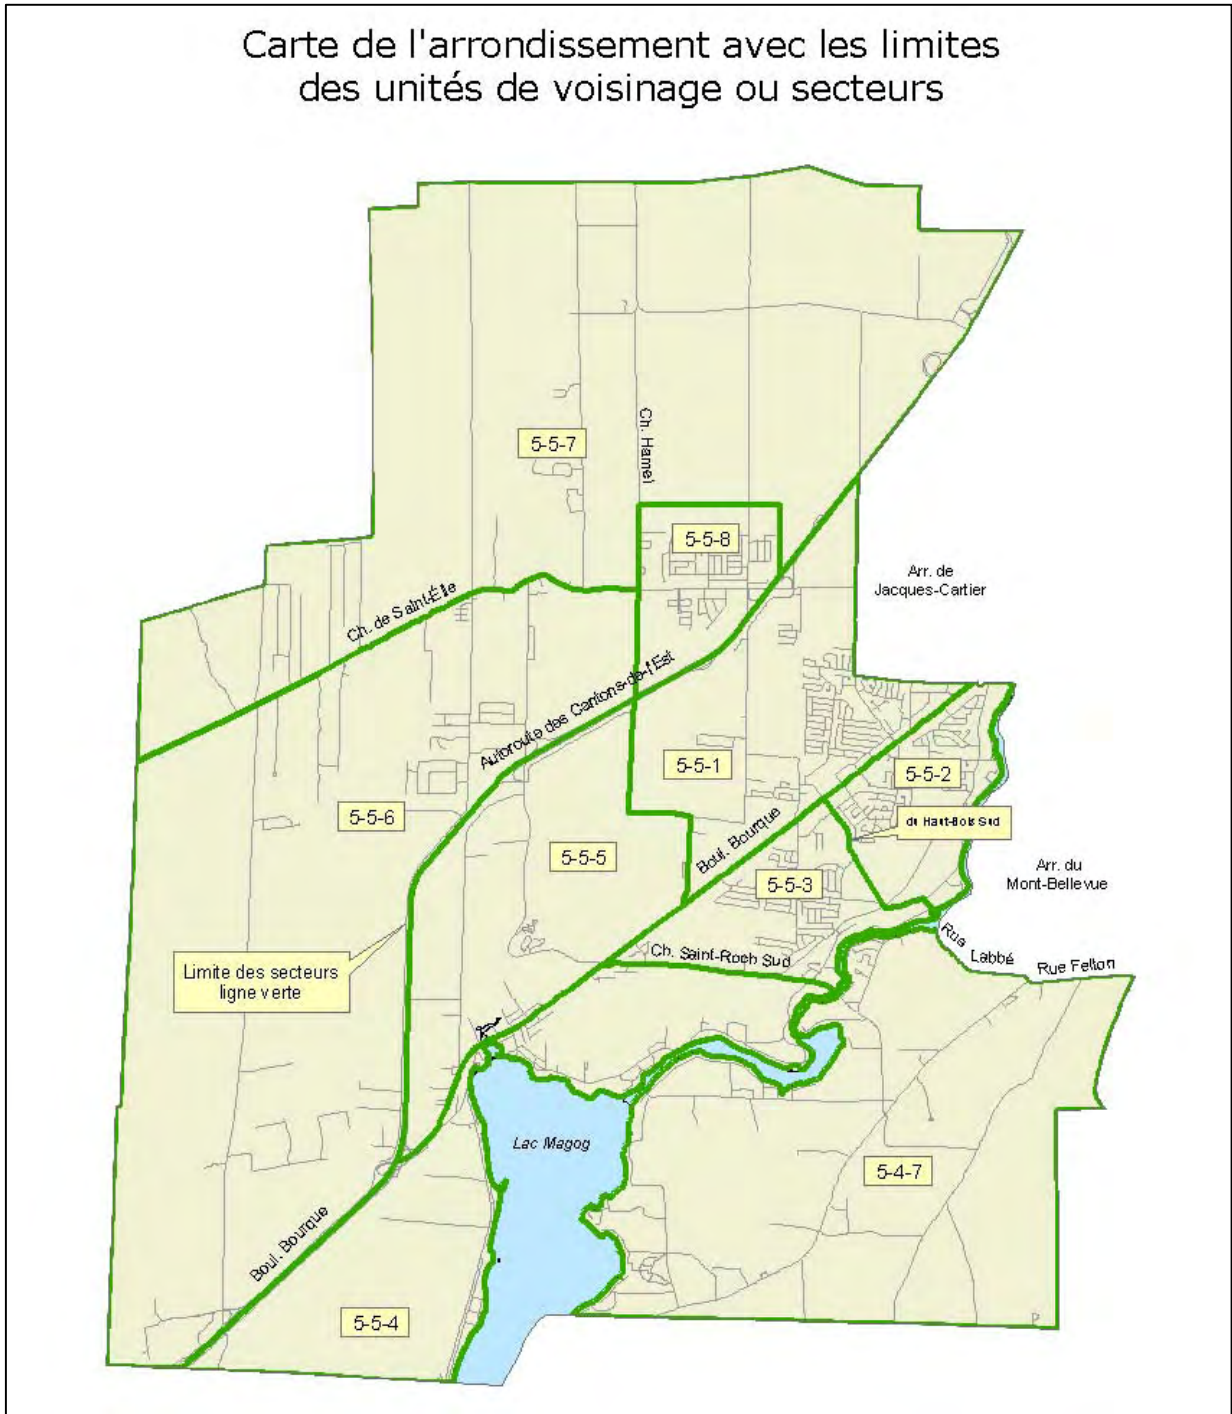 Carte de l'arrondissement avec les limites
des unités de voisinage ou secteurs
Ch. Hamel
5-5-7
5-5-8
Arr. de
Jacques-Cartier
Ch. de Saint-Élie
Autoroute des Cantons-de-l'Est
5-5-1
5-5-2
5-5-6
du Haut-Bois Sud
Boul. Bourque
5-5-5
5-5-3
Arr. du
Mont-Bellevue
Rue Labbé
Rue Felton
Ch. Saint-Roch Sud
Limite des secteurs
ligne verte
Lac Magog
5-4-7
Boul. Bourque
5-5-4